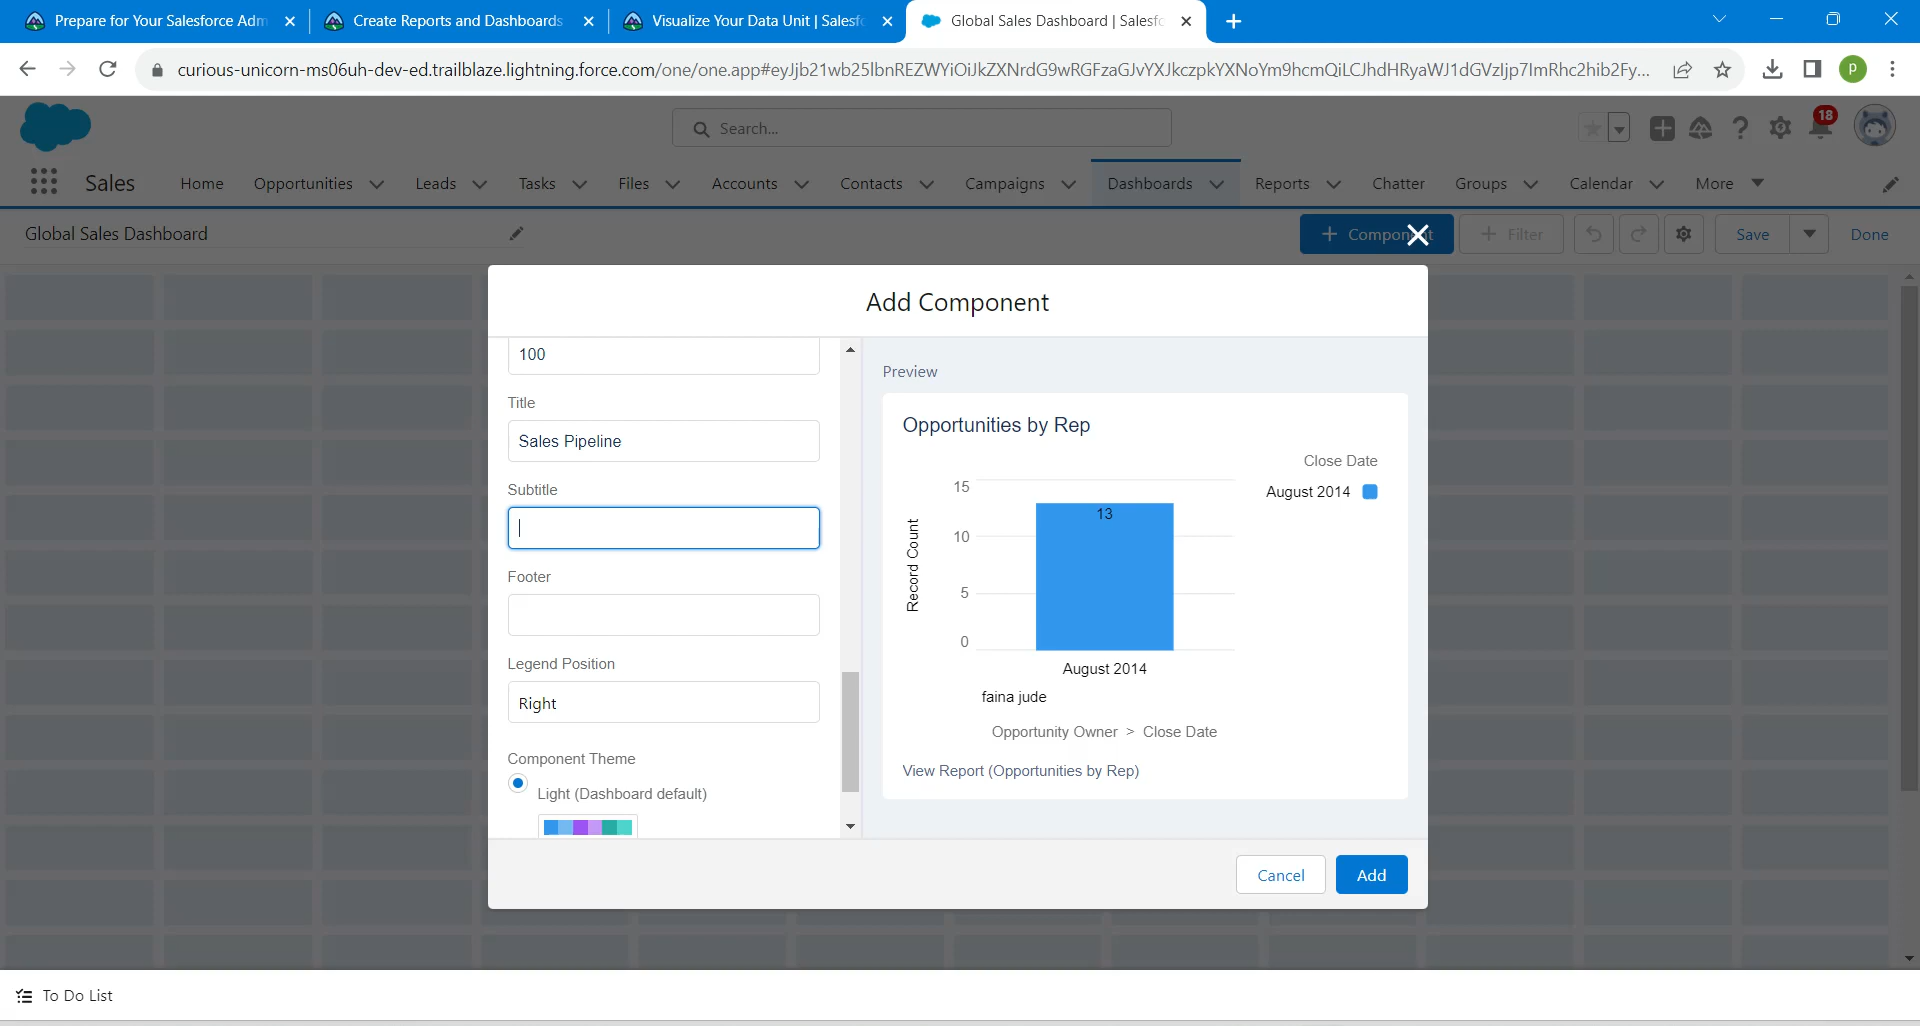 Prepare for Your Salesforce Adm
Create Reports and Dashboards
Visualize Your Data Unit | Salesfo
Global Sales Dashboard | Salesfo
curious-unicorn-ms06uh-dev-ed.trailblaze.lightning.force.com/one/one.app#eyJjb21wb25lbnREZWYiOiJkZXNrdG9wRGFzaGJvYXJkczpkYXNoYm9hcmQiLCJhdHRyaWJ1dGVzIjp7ImRhc2hib2Fy...
P
Search...
18
Sales
Home
Opportunities
Leads
Tasks
Files
Accounts
Contacts
Campaigns
Dashboards
Reports
Chatter
Groups
Calendar
More
Global Sales Dashboard
+ Component
+ Filter
Save
Done
Add Component
100
Title
Sales Pipeline
Subtitle
Footer
Legend Position
Right
Component Theme
Light (Dashboard default)
Preview
Opportunities by Rep
Close Date
August 2014
15
10
5
0
Record Count
13
August 2014
faina jude
Opportunity Owner > Close Date
View Report (Opportunities by Rep)
Cancel
Add
To Do List